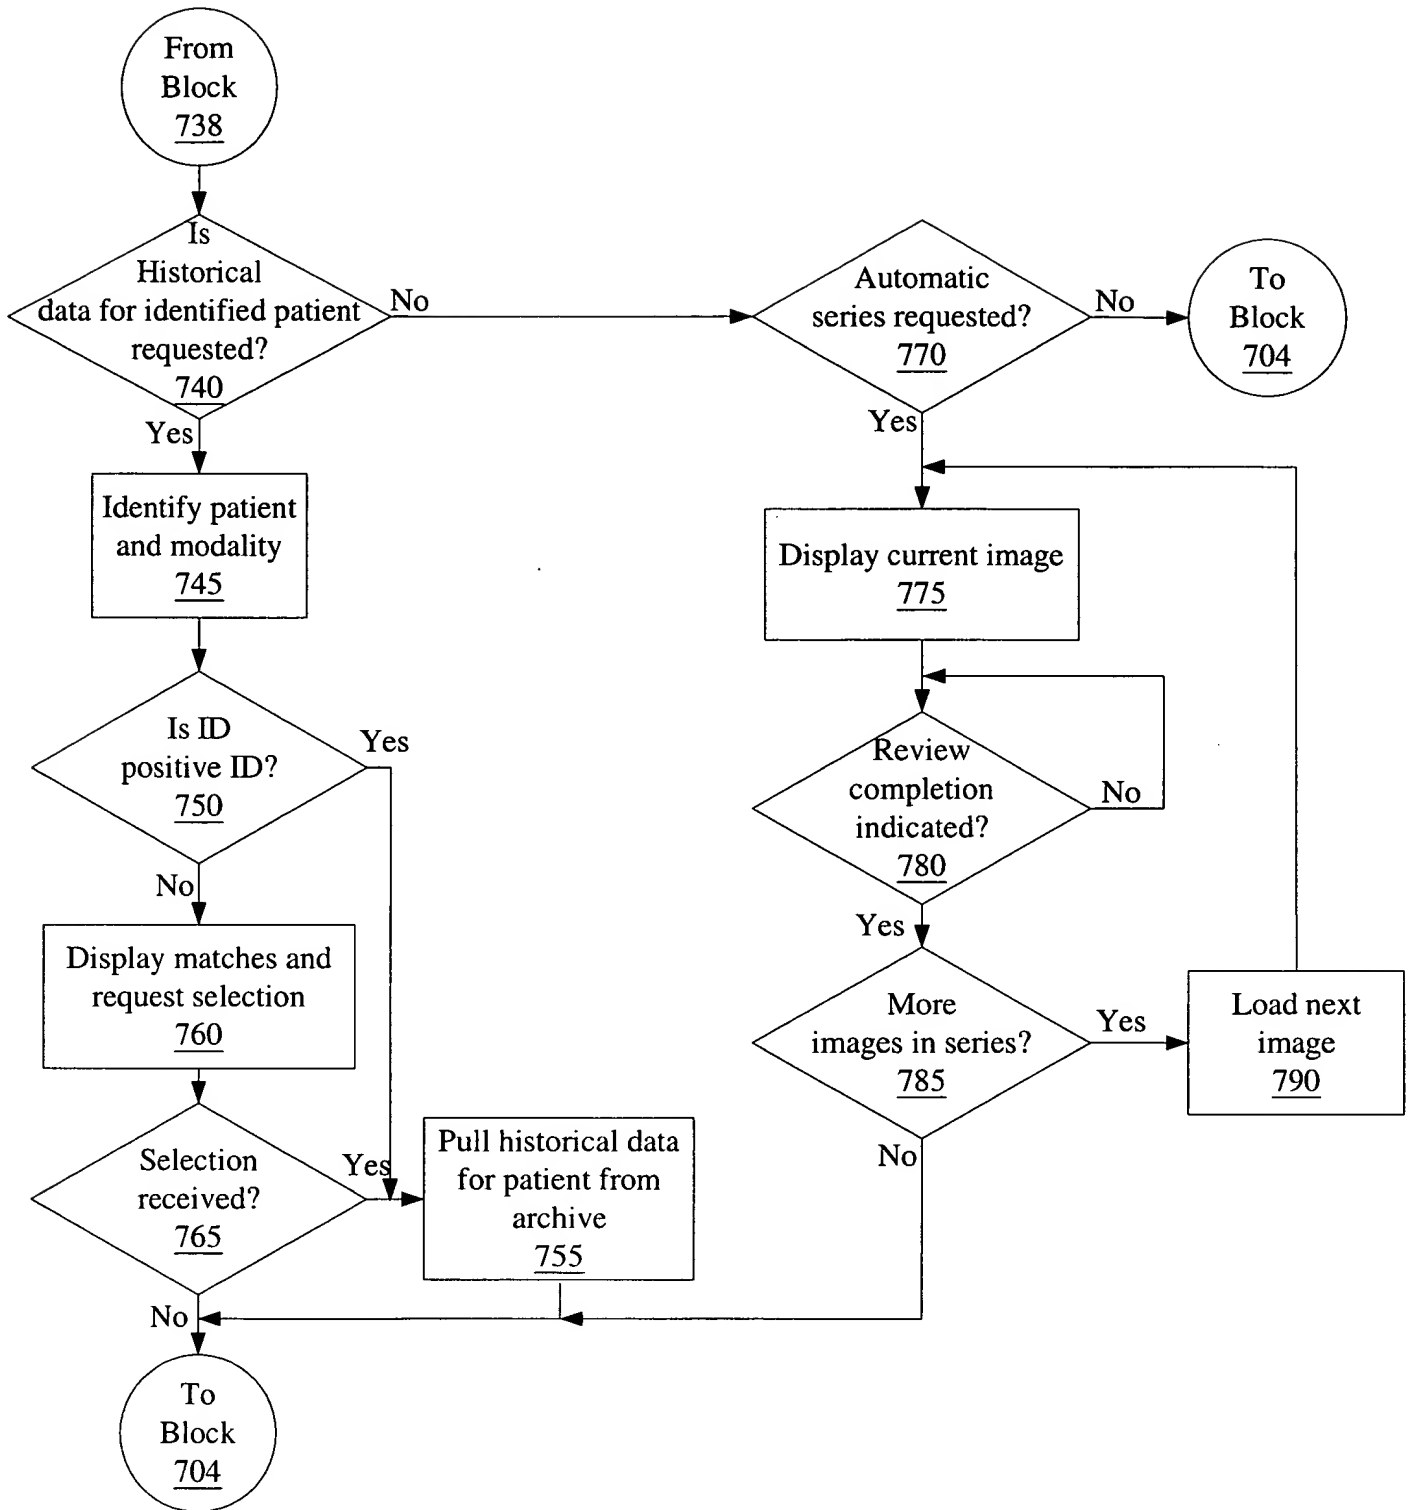 From
Block
738
Is
Historical
data for identified patient
requested?
740
No
Automatic
series requested?
770
No
To
Block
704
Yes
Identify patient
and modality
745
Yes
Display current image
775
Is ID
positive ID?
750
Yes
Review
completion
indicated?
780
No
No
Yes
Display matches and
request selection
760
More
images in series?
785
Yes
Load next
image
790
Selection
received?
765
Yes
Pull historical data
for patient from
archive
755
No
No
To
Block
704